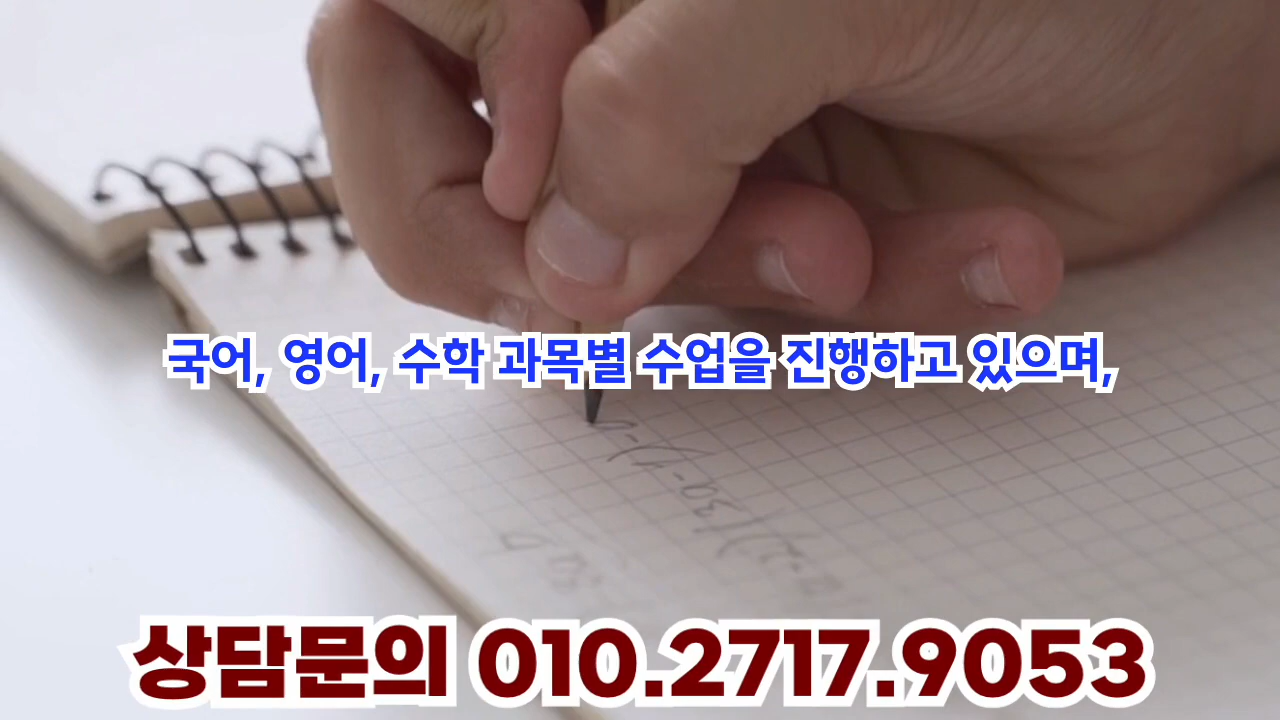 국어, 영어, 수학 과목별 수업을 진행하고 있으며,
상담문의 010.2717.9053